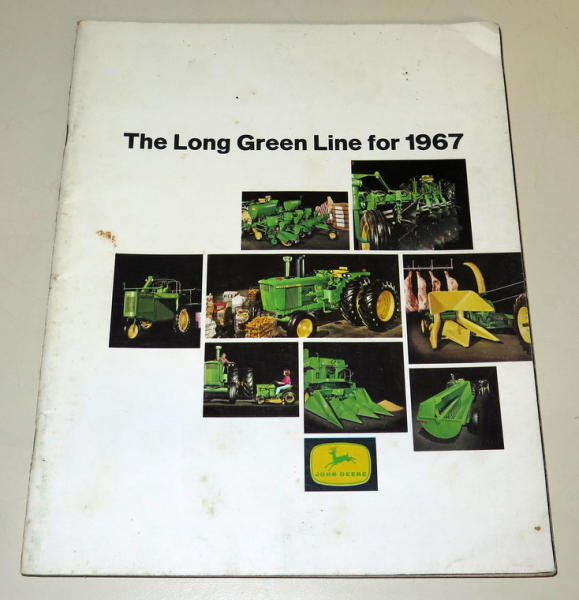 The Long Green Line for 1967
JOHN DEERE